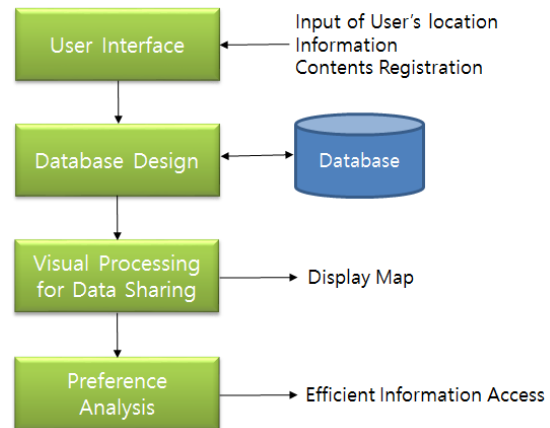 User Interface
Input of User's location
Information
Contents Registration
Database Design
Database
Visual Processing
for Data Sharing
Display Map
Preference
Analysis
Efficient Information Access